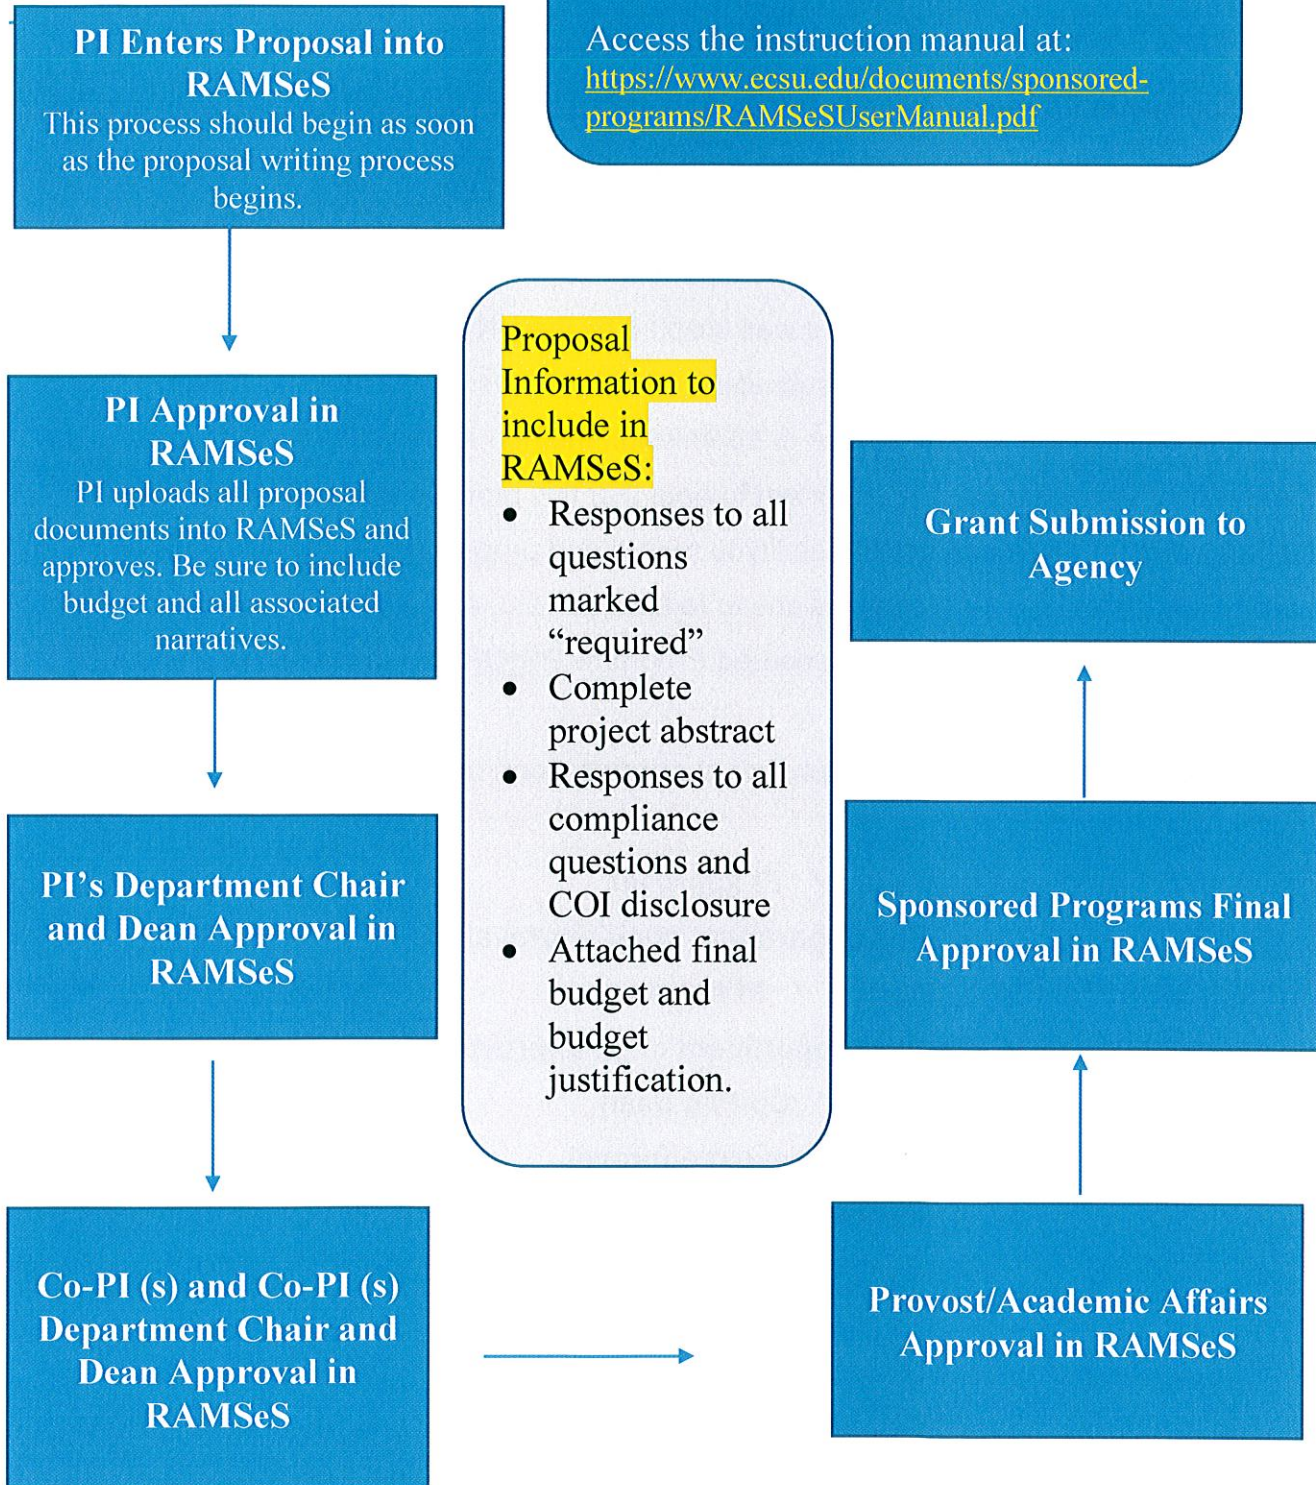 PI Enters Proposal into
RAMSeS
This process should begin as soon
as the proposal writing process
begins.
Access the instruction manual at:
https://www.ecsu.edu/documents/sponsored-
programs/RAMSeSUserManual.pdf
PI Approval in
RAMSeS
PI uploads all proposal
documents into RAMSeS and
approves. Be sure to include
budget and all associated
narratives.
PI's Department Chair
and Dean Approval in
RAMSeS
Co-PI (s) and Co-PI (s)
Department Chair and
Dean Approval in
RAMSeS
Proposal
Information to
include in
RAMSeS:
• Responses to all
questions
marked
“required”
• Complete
project abstract
• Responses to all
compliance
questions and
COI disclosure
• Attached final
budget and
budget
justification.
Provost/Academic Affairs
Approval in RAMSeS
Sponsored Programs Final
Approval in RAMSeS
Grant Submission to
Agency